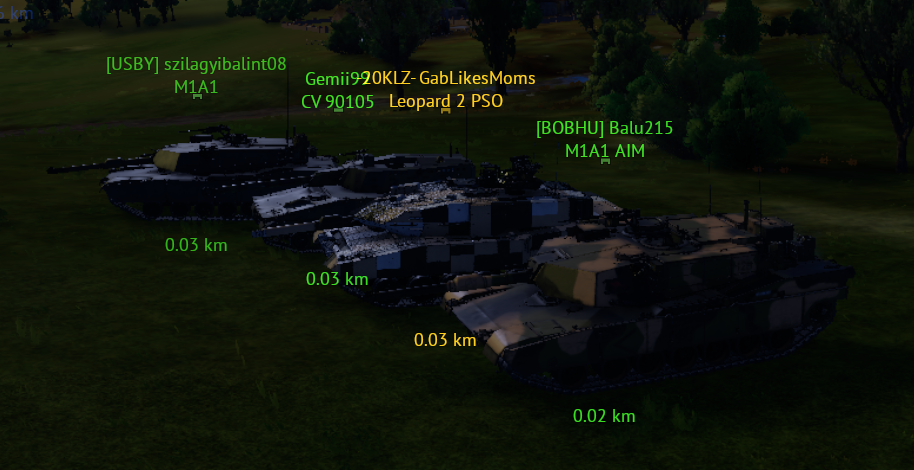 km
[USBY] szilagyibalint08
M1A1
Gemii99
CV 90105
-20KLZ- GabLikesMoms
Leopard 2 PSO
[BOBHU] Balu215
M1A1 AIM
0.03 km
0.03 km
0.03 km
0.02 km